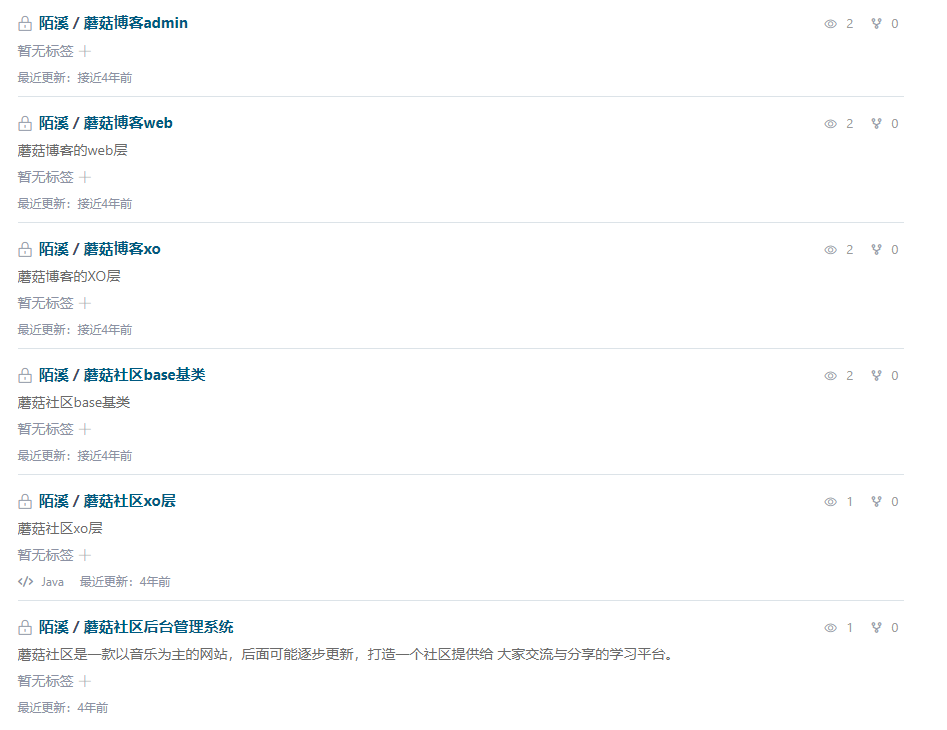 陌溪 / 蘑菇博客admin 2 0
暂无标签
最近更新：接近4年前
陌溪 / 蘑菇博客web 2 0
蘑菇博客的web层
暂无标签
最近更新：接近4年前
陌溪 / 蘑菇博客xo 2 0
蘑菇博客的XO层
暂无标签
最近更新：接近4年前
陌溪 / 蘑菇社区base基类 2 0
蘑菇社区base基类
暂无标签
最近更新：接近4年前
陌溪 / 蘑菇社区xo层 1 0
蘑菇社区xo层
暂无标签
Java 最近更新：4年前
陌溪 / 蘑菇社区后台管理系统 1 0
蘑菇社区是一款以音乐为主的网站，后面可能逐步更新，打造一个社区提供给 大家交流与分享的学习平台。
暂无标签
最近更新：4年前